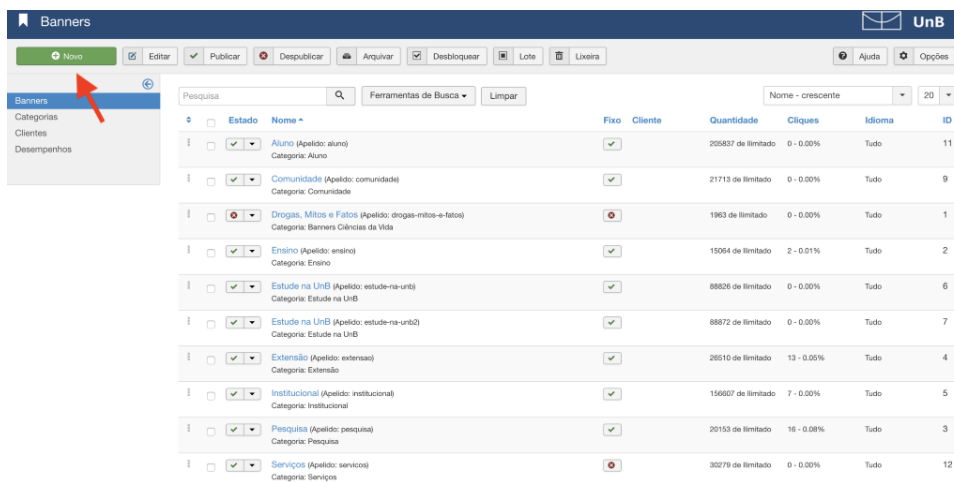 Banners
UnB
Novo Editar Publicar Despublicar Arquivar Desbloquear Lote Lixeira Ajuda Opções
Banners
Categorias
Clientes
Desempenhos
Pesquisa Ferramentas de Busca Limpar Nome - crescente 20
Estado Nome Fixo Cliente Quantidade Cliques Idioma ID
Aluno (Apelido: aluno) 205837 de Ilimitado 0 - 0.00% Tudo 11
Categoria: Aluno
Comunidade (Apelido: comunidade) 21713 de Ilimitado 0 - 0.00% Tudo 9
Categoria: Comunidade
Drogas, Mitos e Fatos (Apelido: drogas-mitos-e-fatos) 1963 de Ilimitado 0 - 0.00% Tudo 1
Categoria: Banners Ciências da Vida
Ensino (Apelido: ensino) 15064 de Ilimitado 2 - 0.01% Tudo 2
Categoria: Ensino
Estude na UnB (Apelido: estude-na-unb) 88826 de Ilimitado 0 - 0.00% Tudo 6
Categoria: Estude na UnB
Estude na UnB (Apelido: estude-na-unb2) 88872 de Ilimitado 0 - 0.00% Tudo 7
Categoria: Estude na UnB
Extensão (Apelido: extensao) 26510 de Ilimitado 13 - 0.05% Tudo 4
Categoria: Extensão
Institucional (Apelido: institucional) 156607 de Ilimitado 7 - 0.00% Tudo 5
Categoria: Institucional
Pesquisa (Apelido: pesquisa) 20153 de Ilimitado 16 - 0.08% Tudo 3
Categoria: Pesquisa
Serviços (Apelido: servicos) 30279 de Ilimitado 0 - 0.00% Tudo 12
Categoria: Serviços